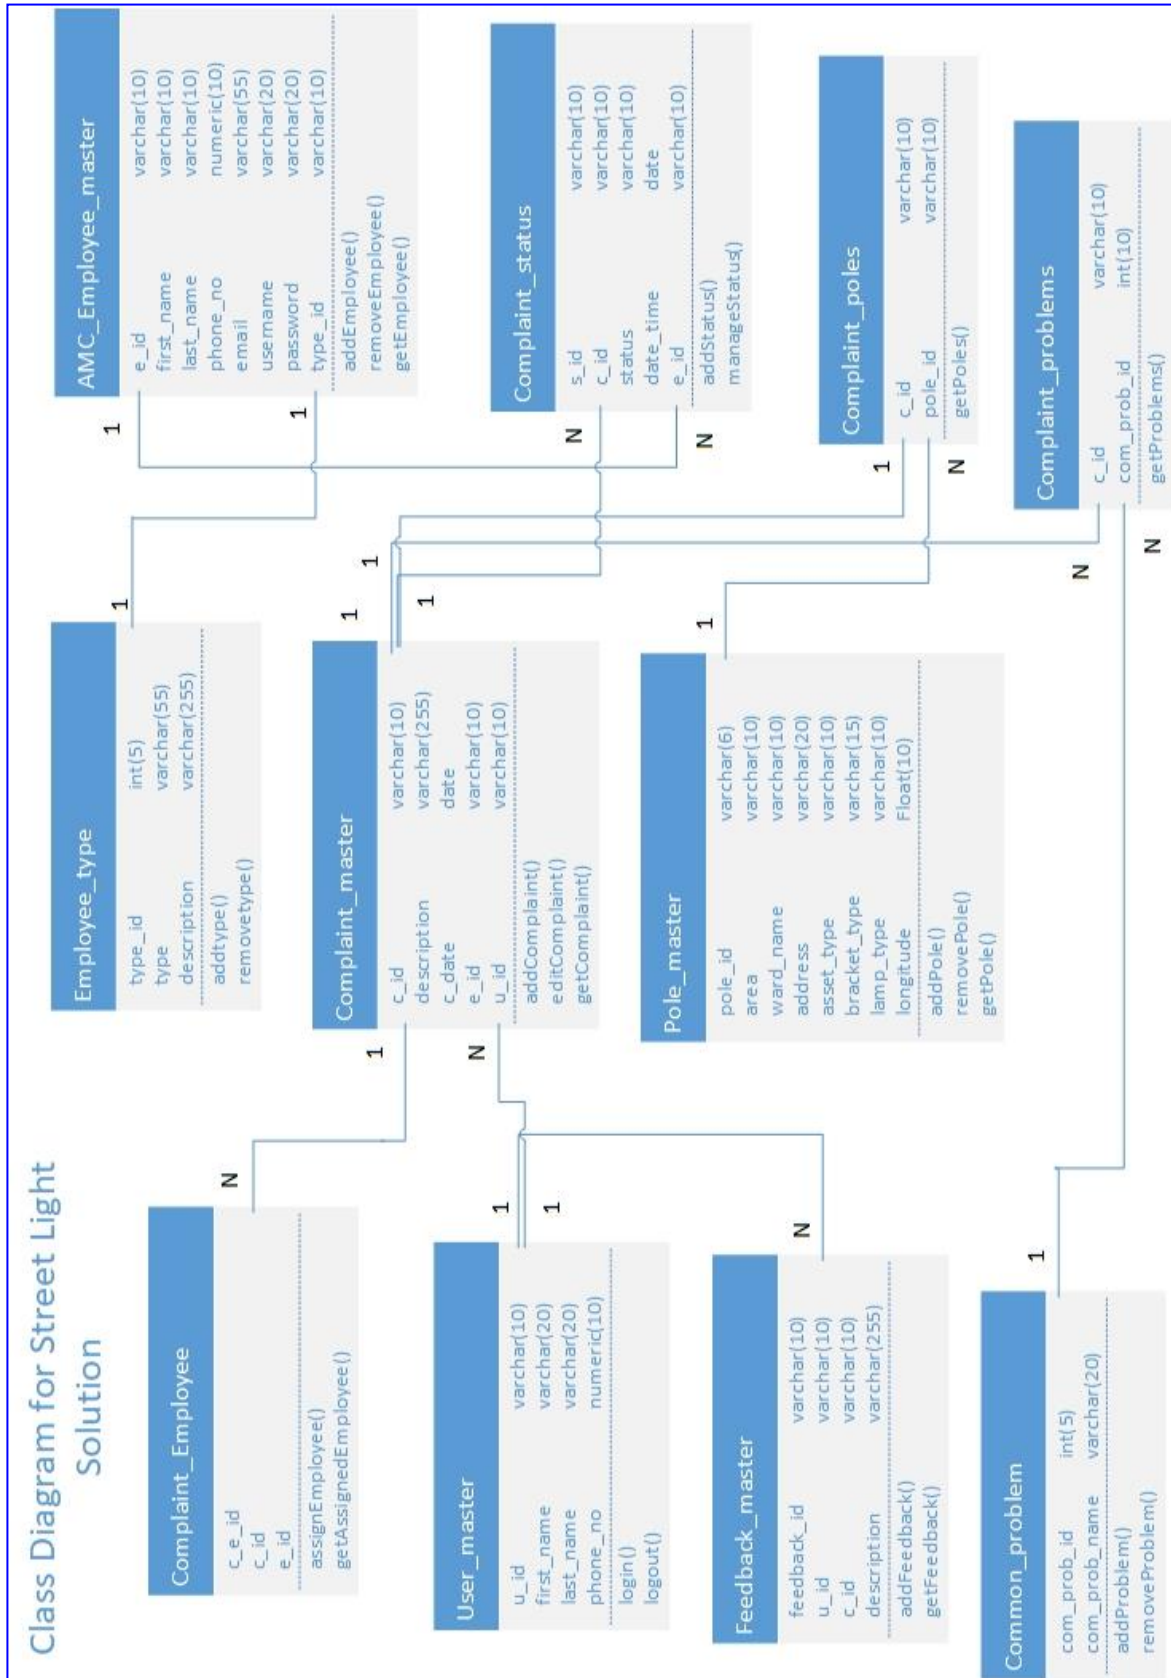 Class Diagram for Street Light
Solution
Complaint_Employee
c_e_id
c_id
e_id
assignEmployee()
getAssignedEmployee()
Employee_type
type_id int(5)
type varchar(55)
description varchar(255)
addtype()
removetype()
AMC_Employee_master
e_id varchar(10)
first_name varchar(10)
last_name varchar(10)
phone_no numeric(10)
email varchar(55)
username varchar(20)
password varchar(20)
type_id varchar(10)
addEmployee()
removeEmployee()
getEmployee()
1
1
1
N
1
N
User_master
u_id varchar(10)
first_name varchar(20)
last_name varchar(20)
phone_no numeric(10)
login()
logout()
1
1
Complaint_master
c_id varchar(10)
description varchar(255)
c_date date
e_id varchar(10)
u_id varchar(10)
addComplaint()
editComplaint()
getComplaint()
N
1
1
1
Complaint_status
s_id varchar(10)
c_id varchar(10)
status varchar(10)
date_time date
e_id varchar(10)
addStatus()
manageStatus()
N
N
Feedback_master
feedback_id varchar(10)
u_id varchar(10)
c_id varchar(10)
description varchar(255)
addFeedback()
getFeedback()
N
Pole_master
pole_id varchar(6)
area varchar(10)
ward_name varchar(10)
address varchar(20)
asset_type varchar(10)
bracket_type varchar(15)
lamp_type varchar(10)
longitude Float(10)
addPole()
removePole()
getPole()
1
Complaint_poles
c_id varchar(10)
pole_id varchar(10)
getPoles()
1
N
Common_problem
com_prob_id int(5)
com_prob_name varchar(20)
addProblem()
removeProblem()
1
Complaint_problems
c_id varchar(10)
com_prob_id int(10)
getProblems()
N
N